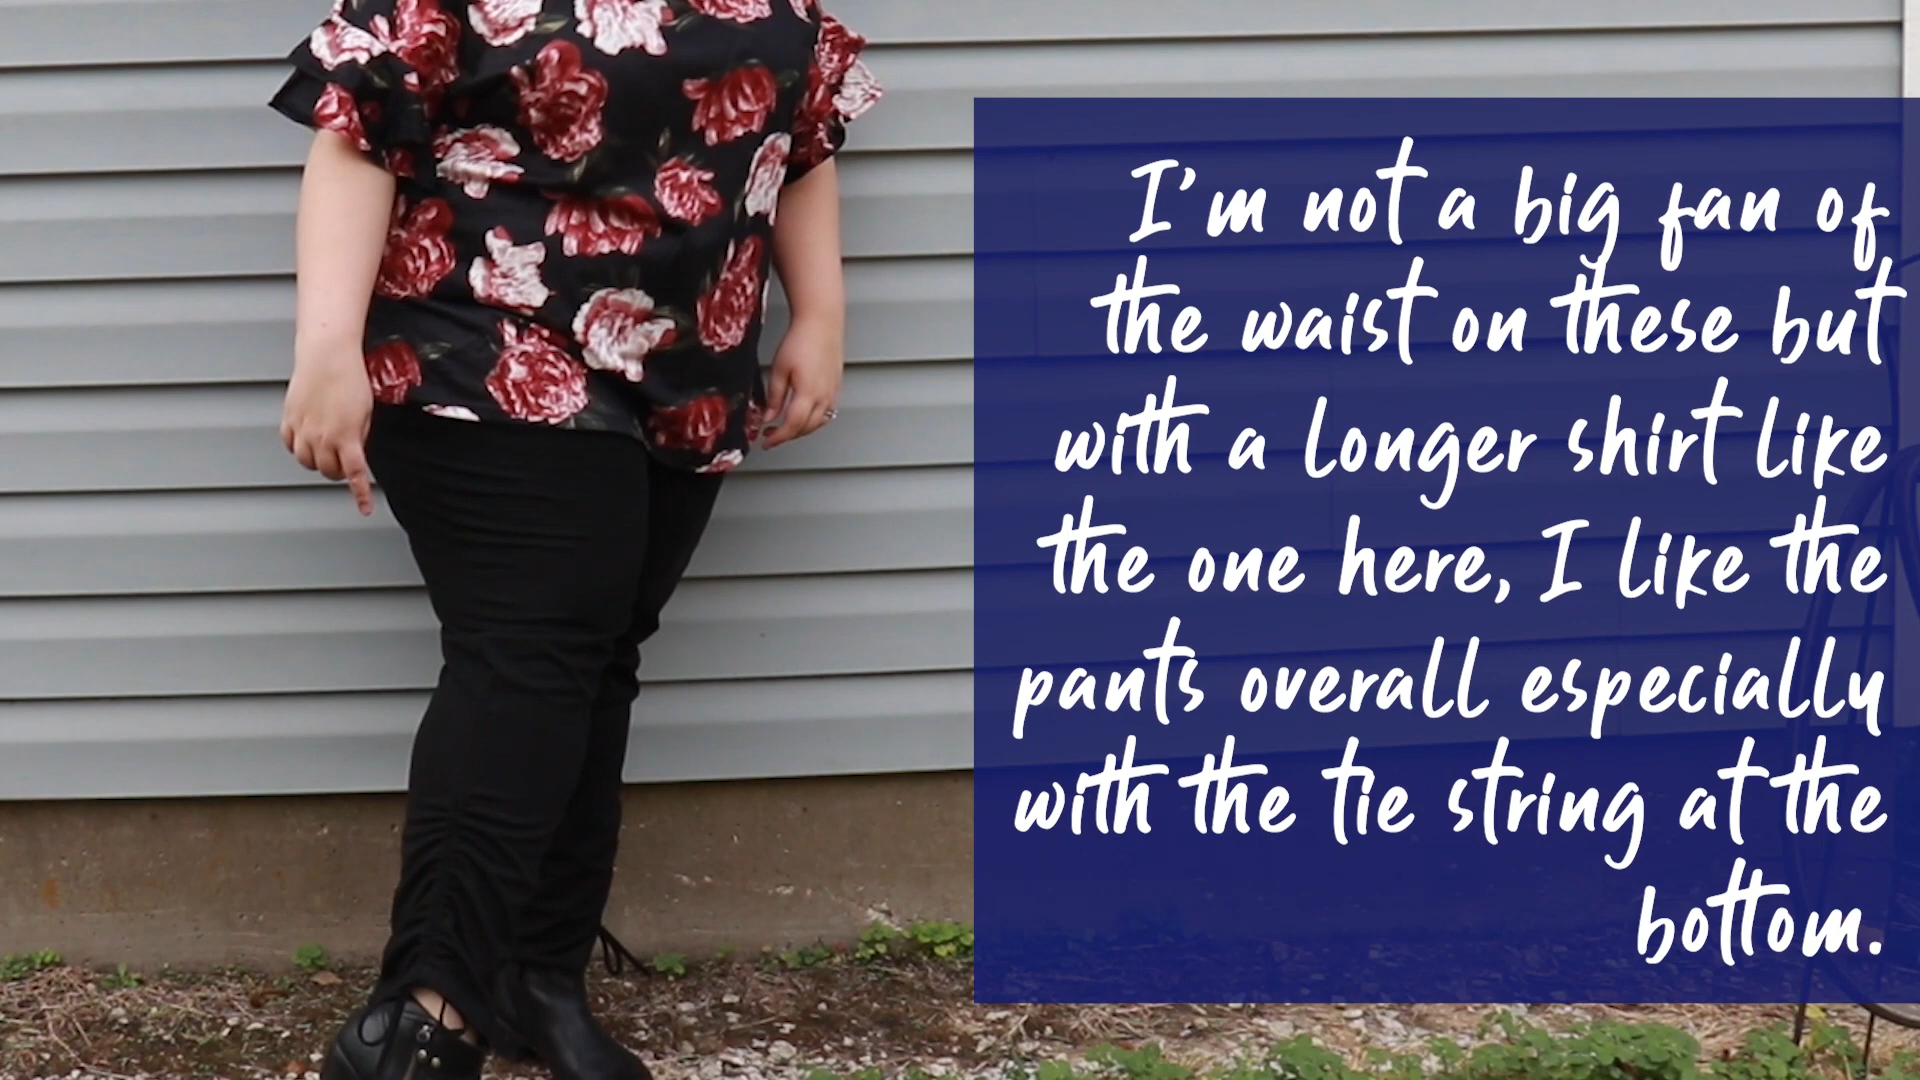 I'm not a big fan of
the waist on these but
with a longer shirt like
the one here, I like the
pants overall especially
with the tie string at the
bottom.